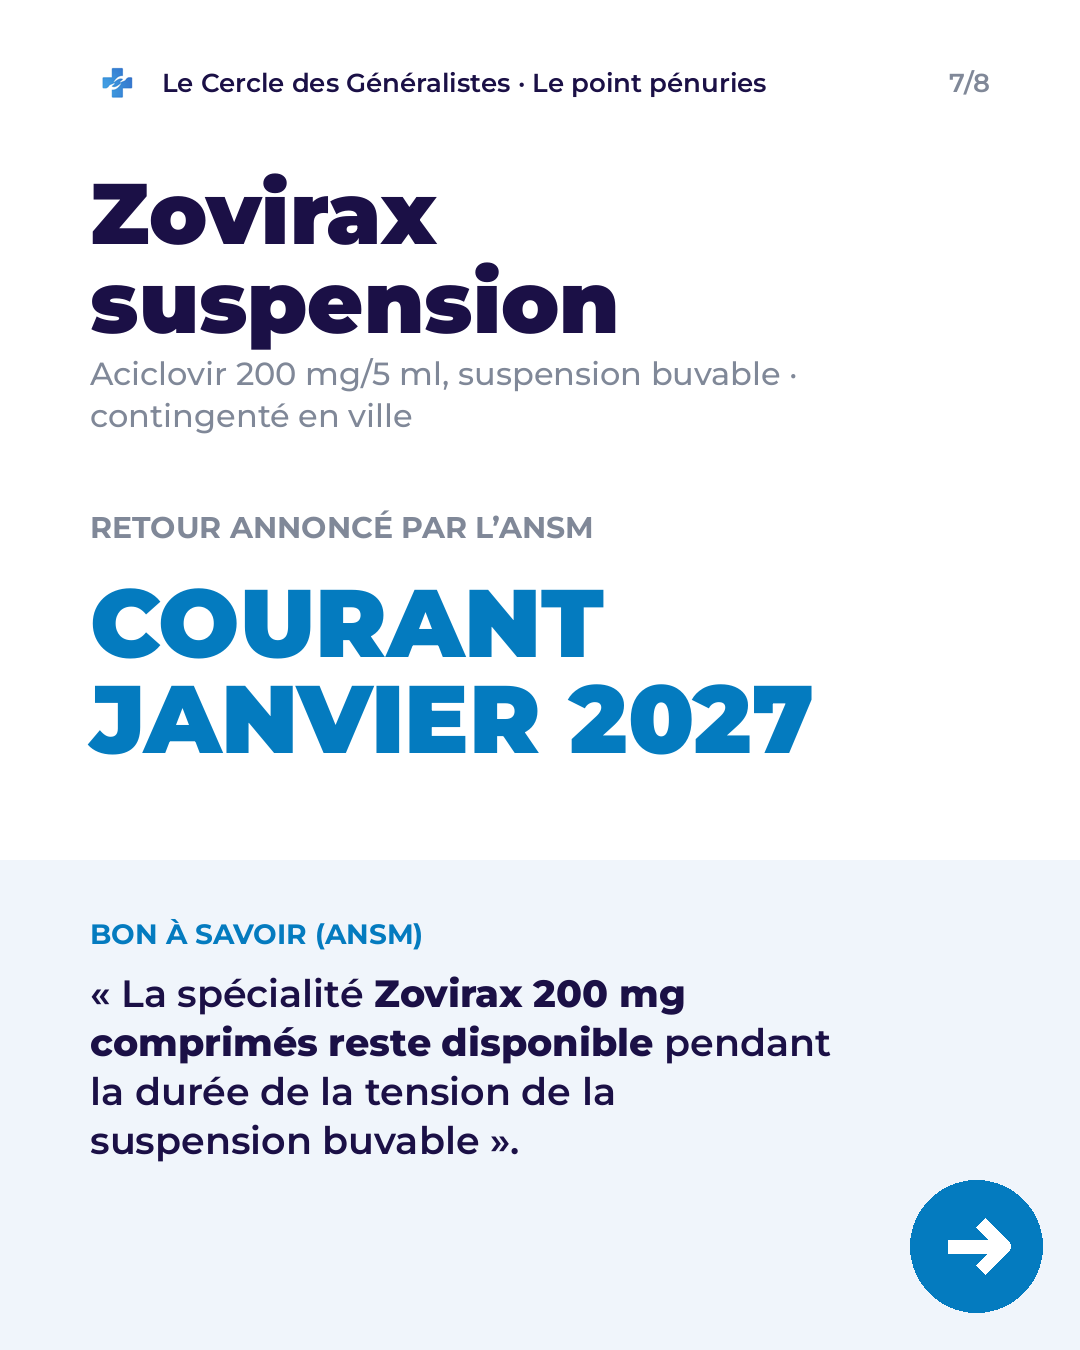 Le Cercle des Généralistes · Le point pénuries
7/8
Zovirax
suspension
Aciclovir 200 mg/5 ml, suspension buvable ·
contingenté en ville
RETOUR ANNONCÉ PAR L’ANSM
COURANT
JANVIER 2027
BON À SAVOIR (ANSM)
« La spécialité Zovirax 200 mg
comprimés reste disponible pendant
la durée de la tension de la
suspension buvable ».